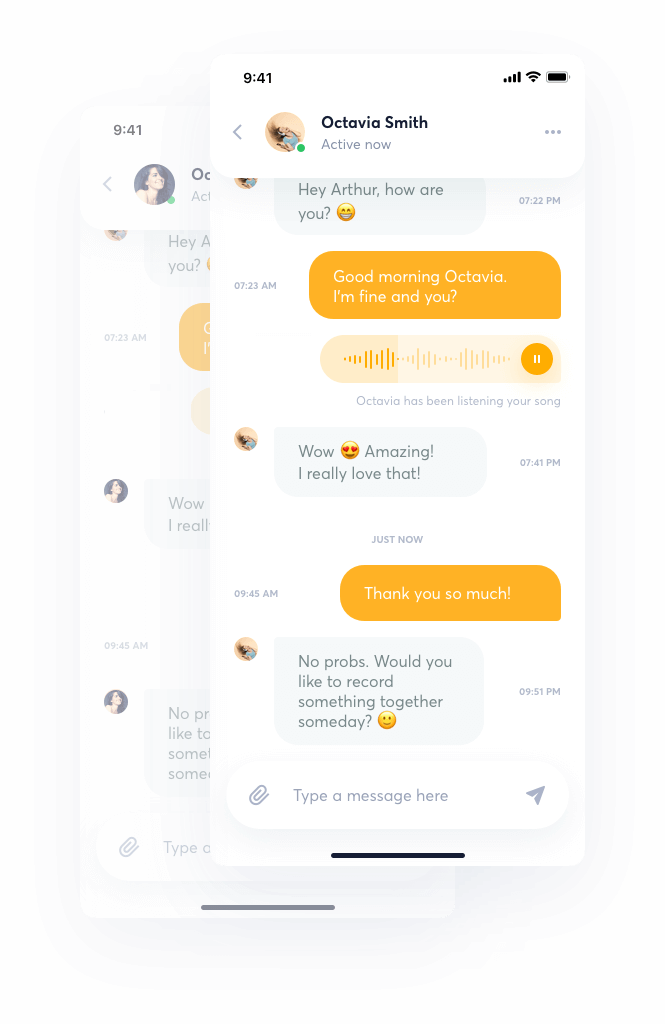 9:41
Octavia Smith
Active now
Hey Arthur, how are
you? 😁
07:22 PM
07:23 AM
Good morning Octavia.
I'm fine and you?
Octavia has been listening your song
Wow 😍 Amazing!
I really love that!
07:41 PM
JUST NOW
09:45 AM
Thank you so much!
No probs. Would you
like to record
something together
someday? 🙂
09:51 PM
Type a message here
9:41
Oc
Act
Hey A
you?
07:23 AM
G
I'
Wow
I reall
09:45 AM
No pr
like to
somet
somed
Type a